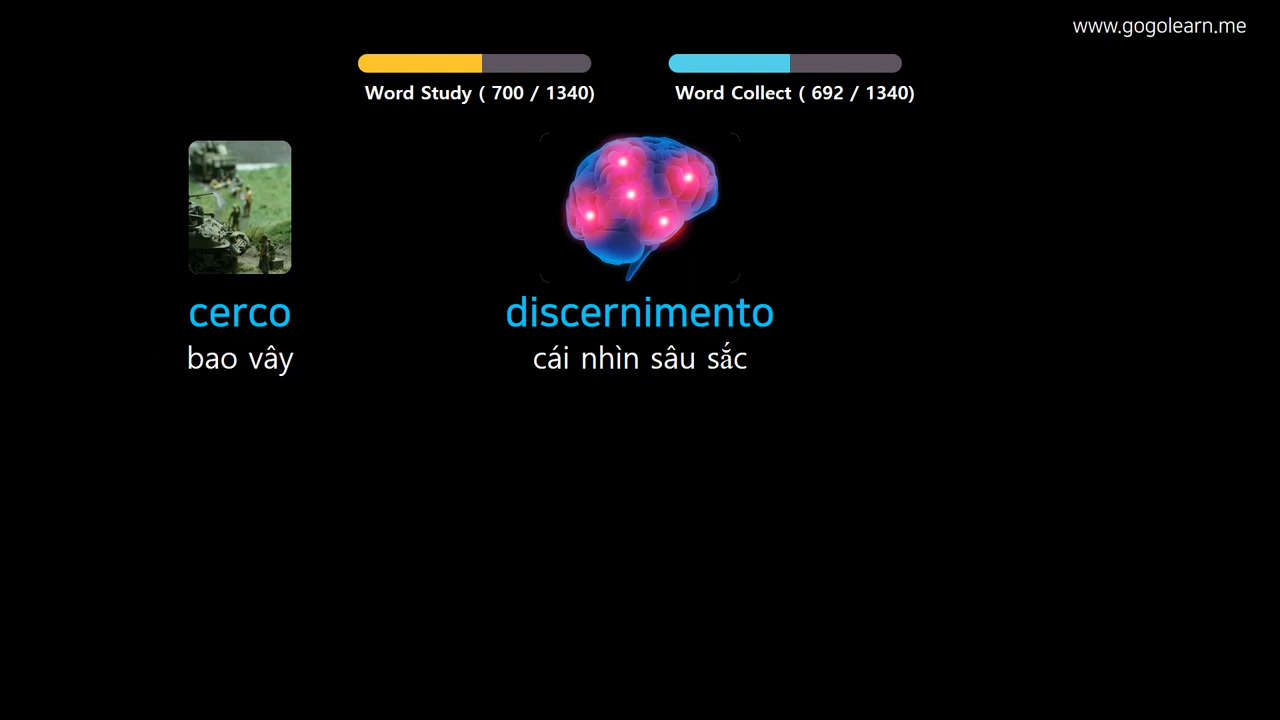 www.gogolearn.me
Word Study ( 700 / 1340)
Word Collect ( 692 / 1340)
cerco
bao vây
discernimento
cái nhìn sâu sắc